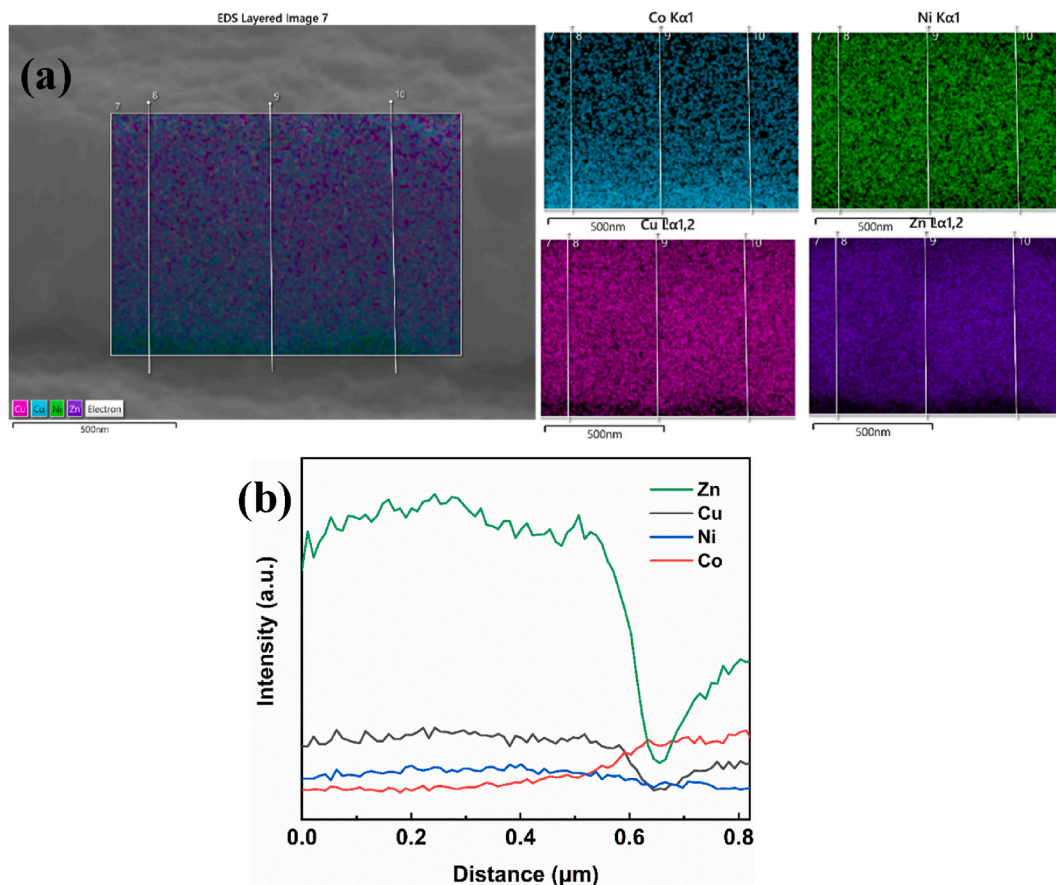 EDS Layered Image 7
(a)
7
8
9
10
Cu Co Ni Zn Electron
500nm
Co Kα1
7 8 9 10
500nm
Ni Kα1
7 8 9 10
500nm
Cu Lα1,2
7 8 9 10
500nm
Zn Lα1,2
7 8 9 10
500nm
(b)
Zn
Cu
Ni
Co
Intensity (a.u.)
0.0 0.2 0.4 0.6 0.8
Distance (μm)